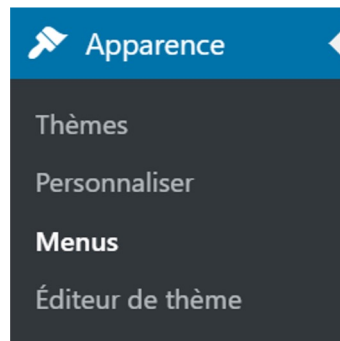 Apparence
Thèmes
Personnaliser
Menus
Éditeur de thème